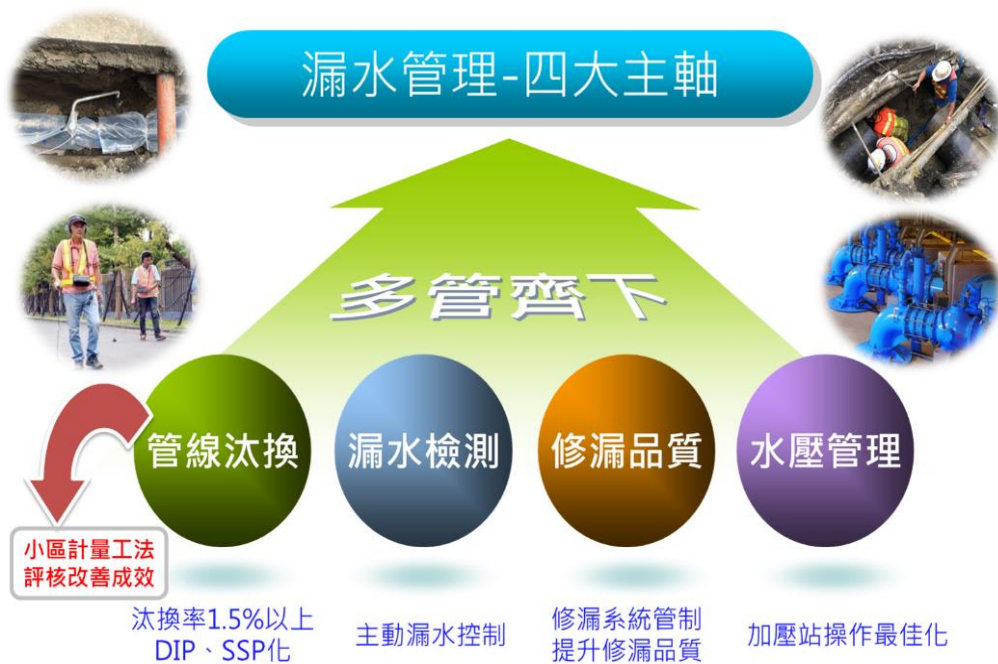 漏水管理-四大主軸
多管齊下
管線汰換
漏水檢測
修漏品質
水壓管理
小區計量工法
評核改善成效
汰換率1.5%以上
DIP、SSP化
主動漏水控制
修漏系統管制
提升修漏品質
加壓站操作最佳化